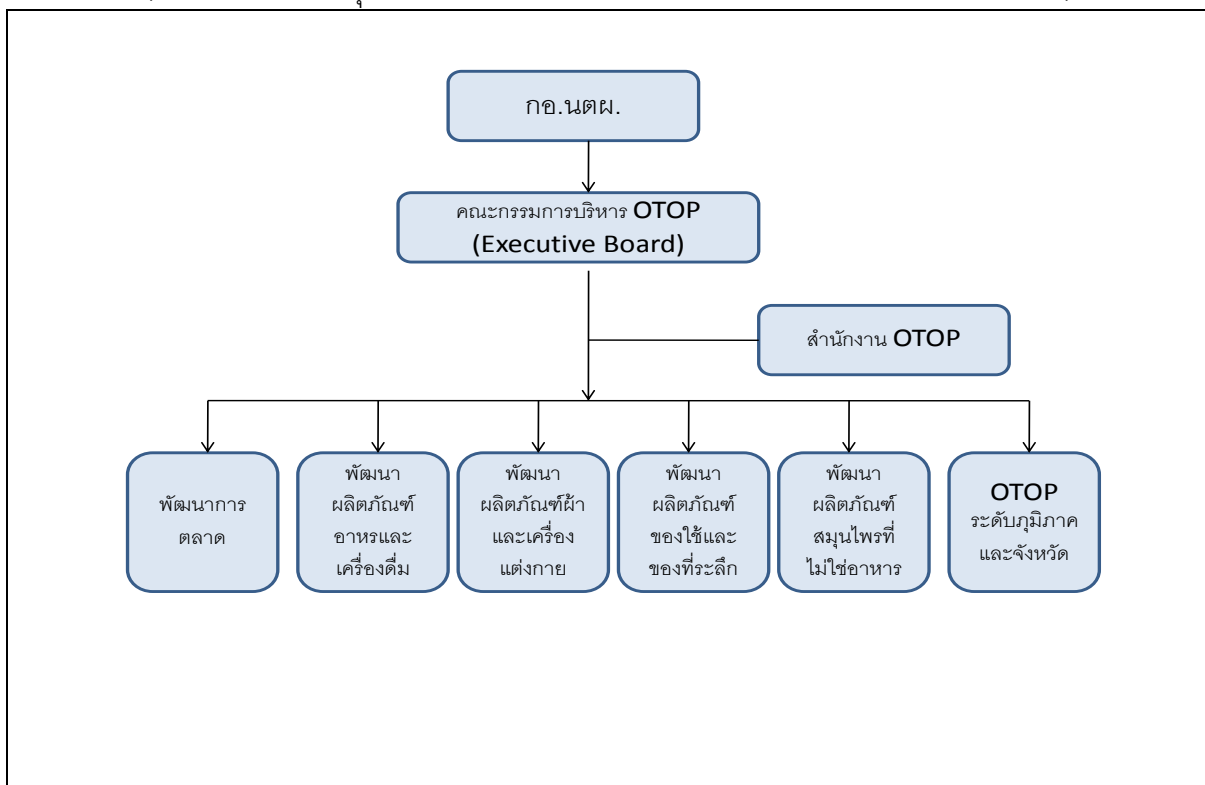 กอ.นตผ.
คณะกรรมการบริหาร OTOP
(Executive Board)
สำนักงาน OTOP
พัฒนาการ
ตลาด
พัฒนา
ผลิตภัณฑ์
อาหรและ
เครื่องดื่ม
พัฒนา
ผลิตภัณฑ์ผ้า
และเครื่อง
แต่งกาย
พัฒนา
ผลิตภัณฑ์
ของใช้และ
ของที่ระลึก
พัฒนา
ผลิตภัณฑ์
สมุนไพรที่
ไม่ใช่อาหาร
OTOP
ระดับภูมิภาค
และจังหวัด